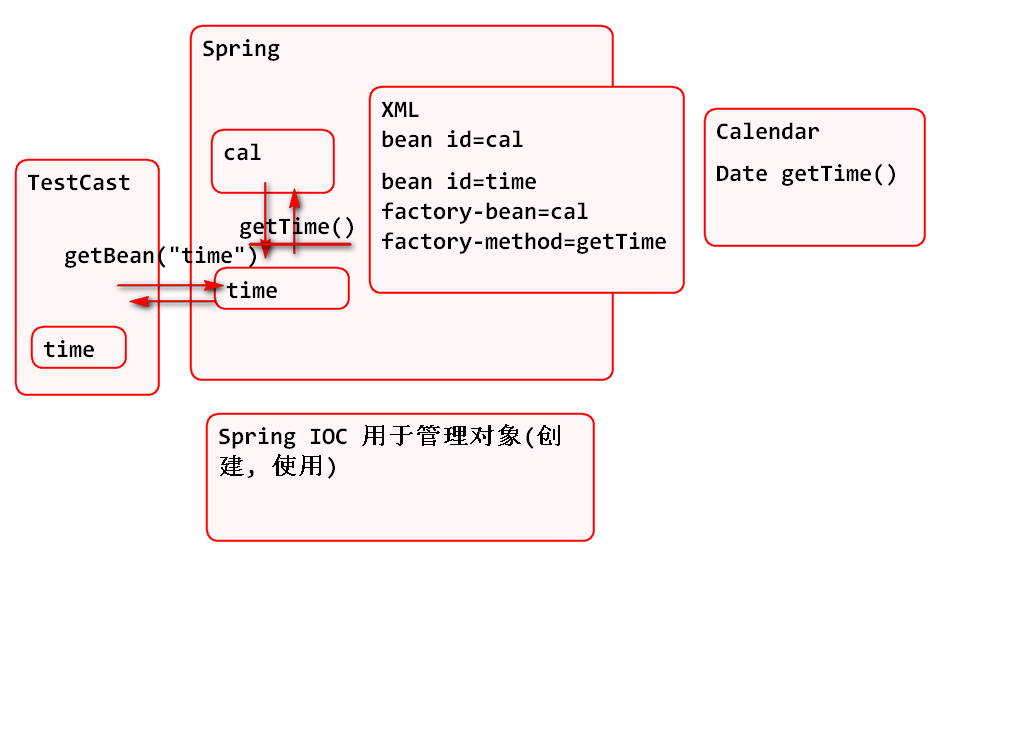 Spring
XML
bean id=cal
bean id=time
factory-bean=cal
factory-method=getTime
Calendar
Date getTime()
cal
TestCast
getTime()
getBean("time")
time
time
Spring IOC 用于管理对象(创
建, 使用)